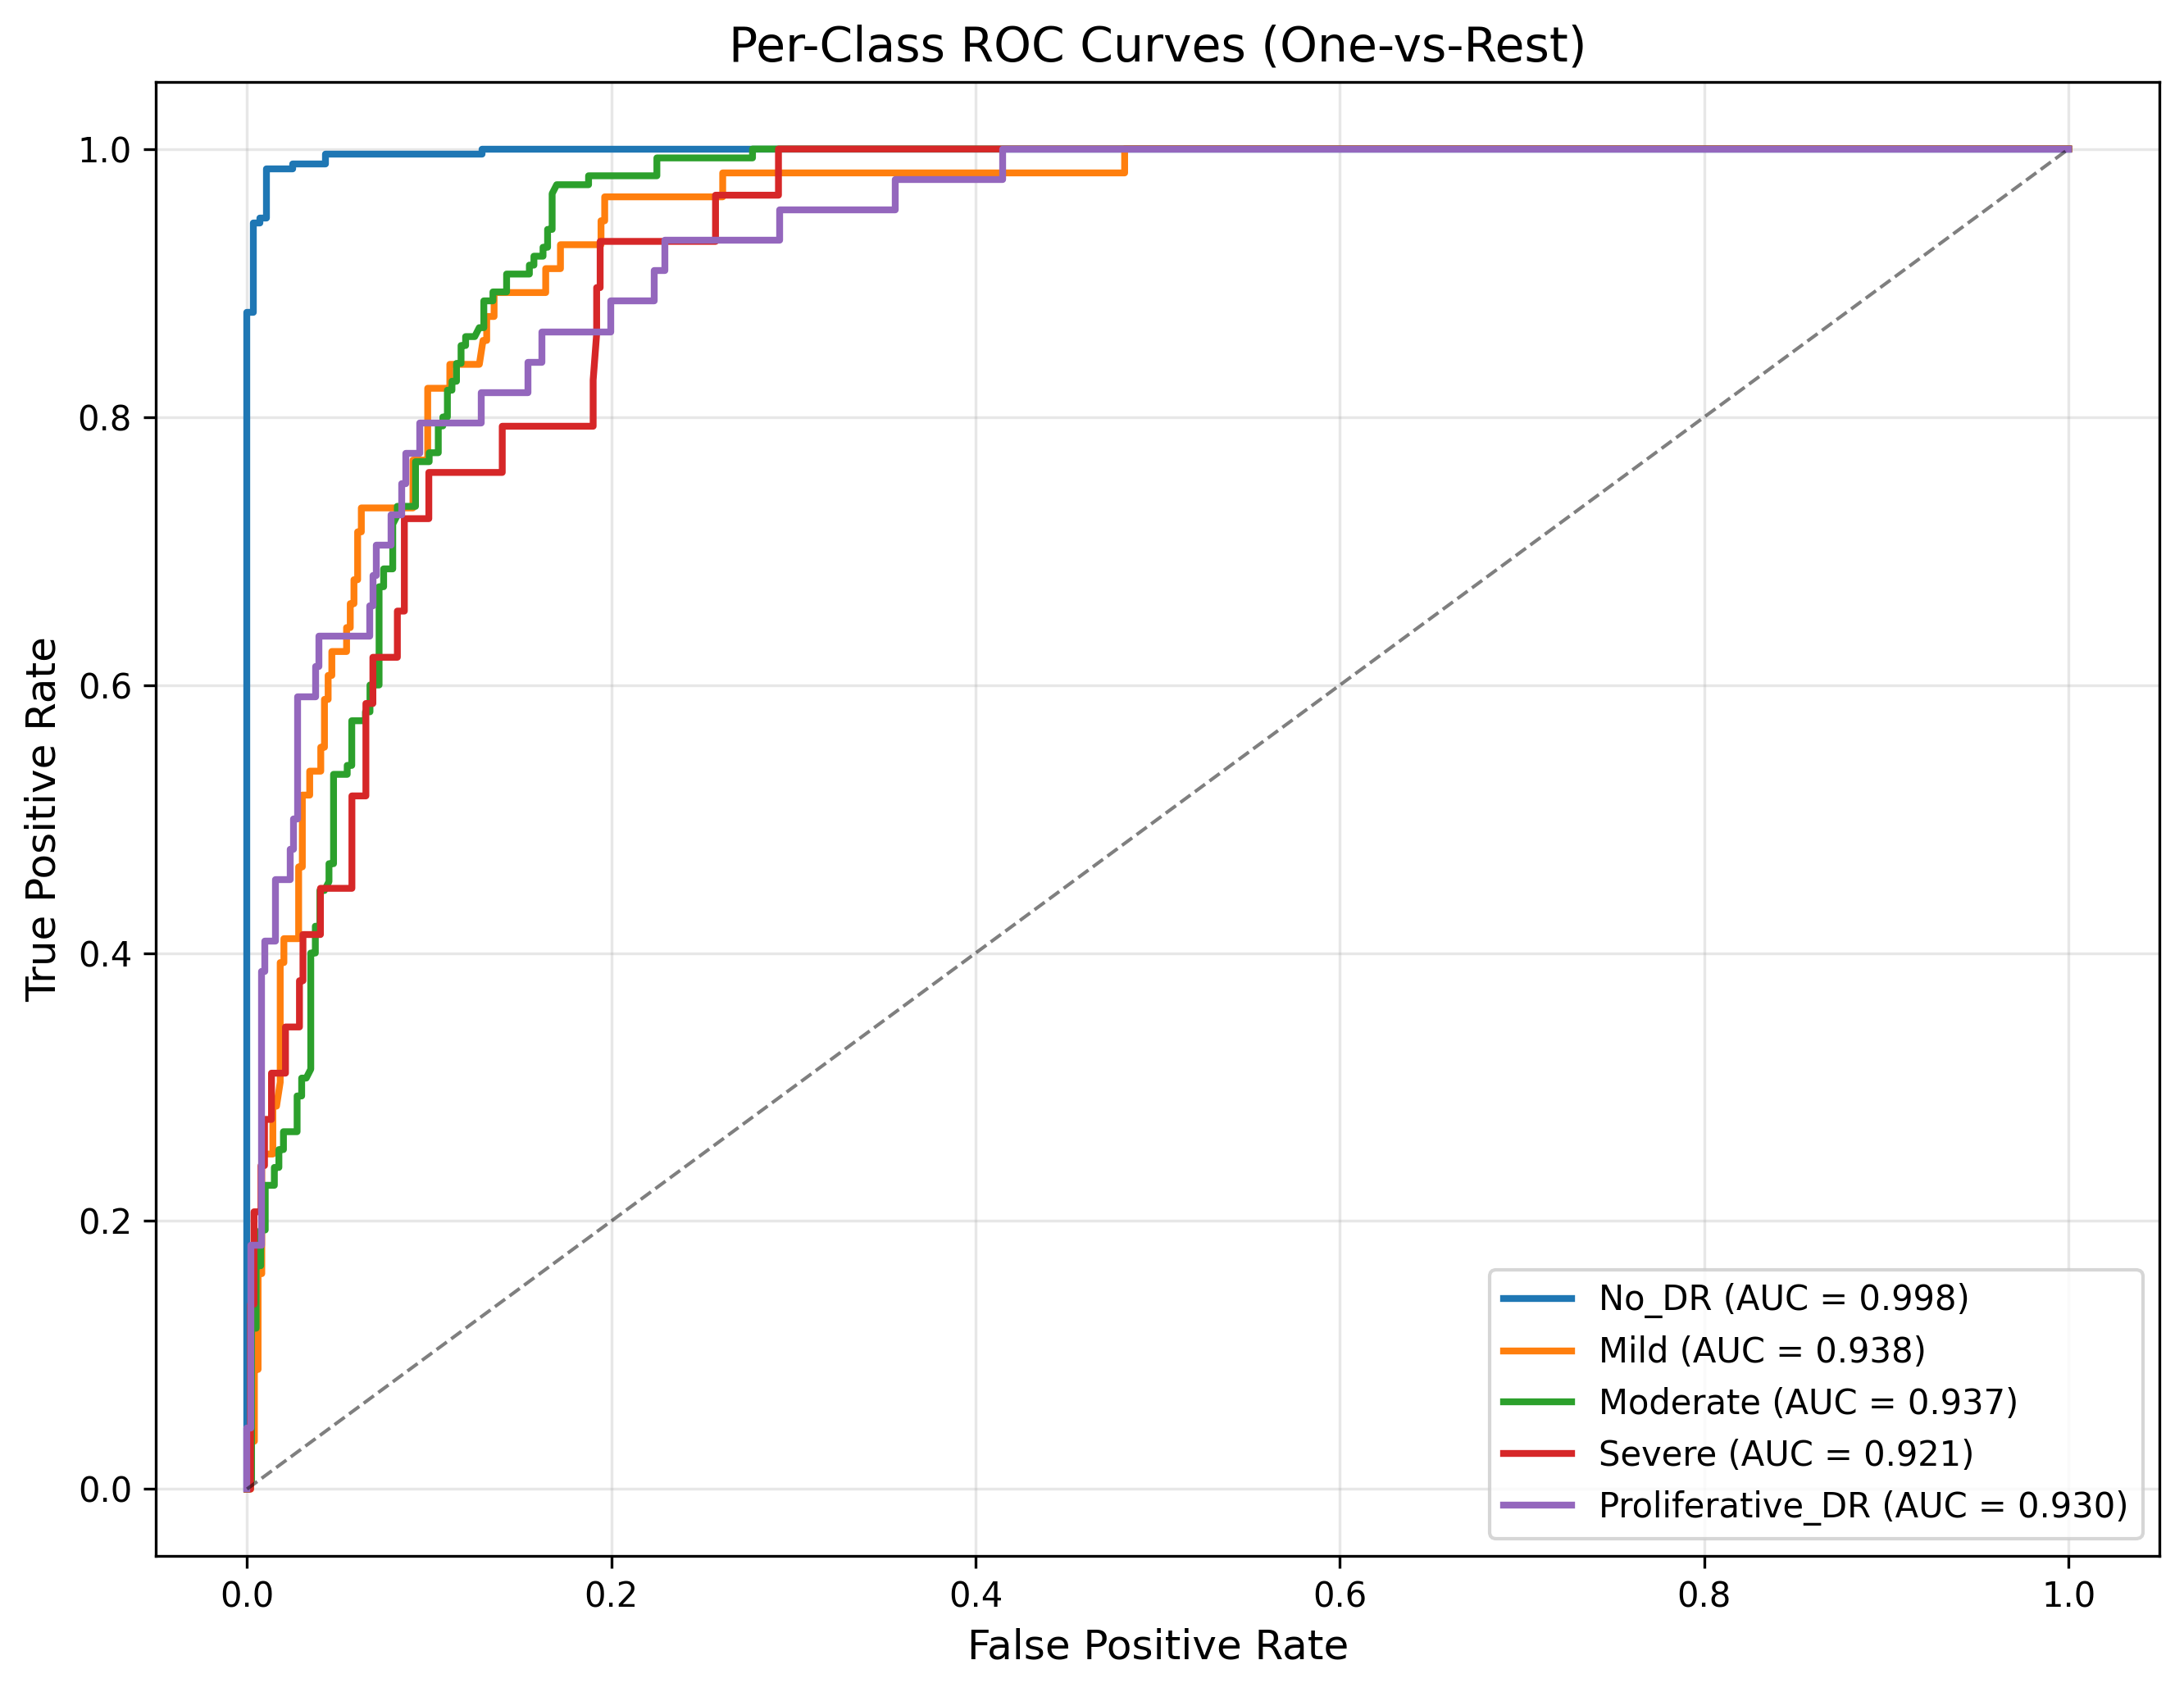 Per-Class ROC Curves (One-vs-Rest)
True Positive Rate
1.0
0.8
0.6
0.4
0.2
0.0
0.0 0.2 0.4 0.6 0.8 1.0
False Positive Rate
No_DR (AUC = 0.998)
Mild (AUC = 0.938)
Moderate (AUC = 0.937)
Severe (AUC = 0.921)
Proliferative_DR (AUC = 0.930)